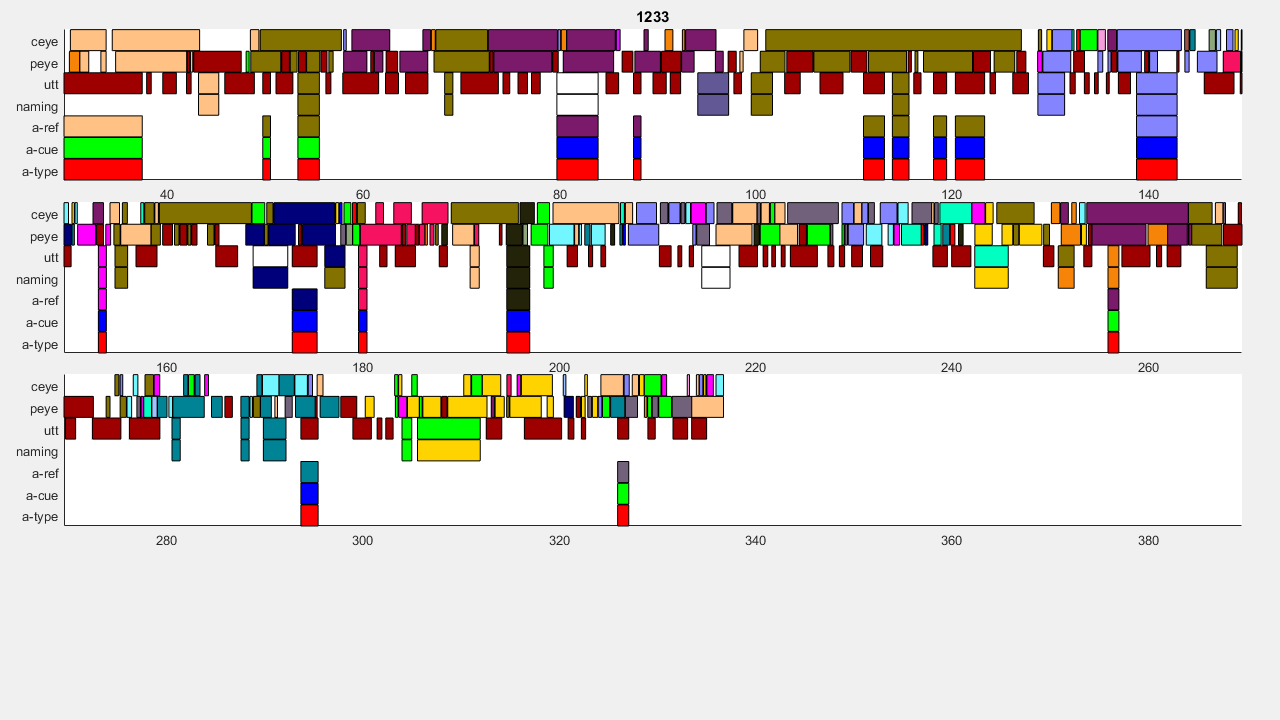 1233
ceye
peye
utt
naming
a-ref
a-cue
a-type
40 60 80 100 120 140
ceye
peye
utt
naming
a-ref
a-cue
a-type
160 180 200 220 240 260
ceye
peye
utt
naming
a-ref
a-cue
a-type
280 300 320 340 360 380